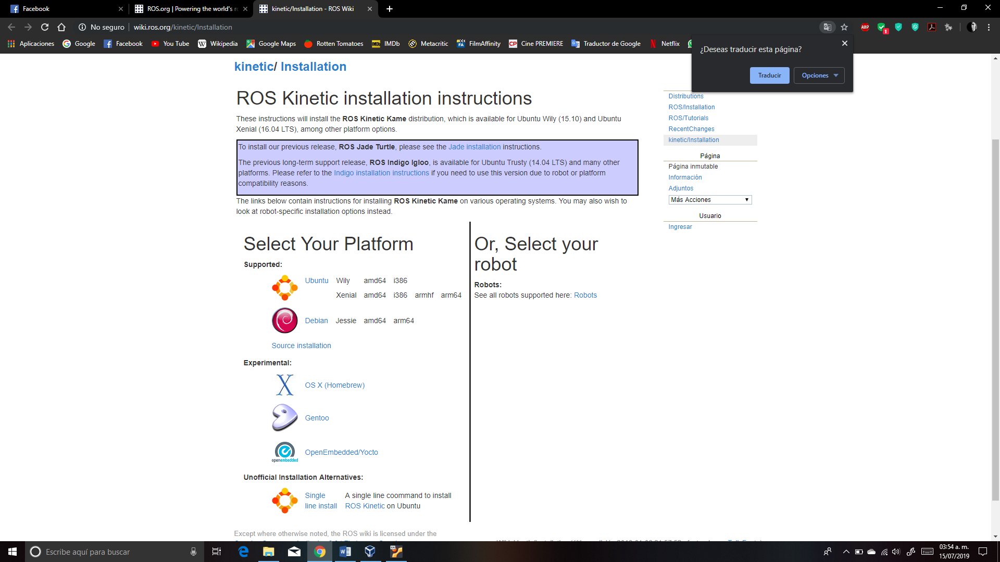 Facebook
ROS.org | Powering the world's ro
kinetic/Installation - ROS Wiki
No seguro
wiki.ros.org/kinetic/Installation
ABP
1
Aplicaciones
Google
Facebook
You Tube
Wikipedia
Google Maps
Rotten Tomatoes
IMDb
Metacritic
FilmAffinity
Cine PREMIERE
Traductor de Google
Netflix
¿Deseas traducir esta página?
Traducir
Opciones
kinetic/ Installation
ROS Kinetic installation instructions
These instructions will install the ROS Kinetic Kame distribution, which is available for Ubuntu Wily (15.10) and Ubuntu
Xenial (16.04 LTS), among other platform options.
To install our previous release, ROS Jade Turtle, please see the Jade installation instructions.
The previous long-term support release, ROS Indigo Igloo, is available for Ubuntu Trusty (14.04 LTS) and many other
platforms. Please refer to the Indigo installation instructions if you need to use this version due to robot or platform
compatibility reasons.
The links below contain instructions for installing ROS Kinetic Kame on various operating systems. You may also wish to
look at robot-specific installation options instead.
Select Your Platform
Supported:
Ubuntu Wily amd64 i386
Xenial amd64 i386 armhf arm64
Debian Jessie amd64 arm64
Source installation
Experimental:
OS X (Homebrew)
Gentoo
openembedded
OpenEmbedded/Yocto
Unofficial Installation Alternatives:
Single A single line coommand to install
line install ROS Kinetic on Ubuntu
Or, Select your
robot
Robots:
See all robots supported here: Robots
Distributions
ROS/Installation
ROS/Tutorials
RecentChanges
kinetic/Installation
Página
Página inmutable
Información
Adjuntos
Más Acciones
Usuario
Ingresar
Except where otherwise noted, the ROS wiki is licensed under the
Escribe aquí para buscar
03:54 a. m.
15/07/2019